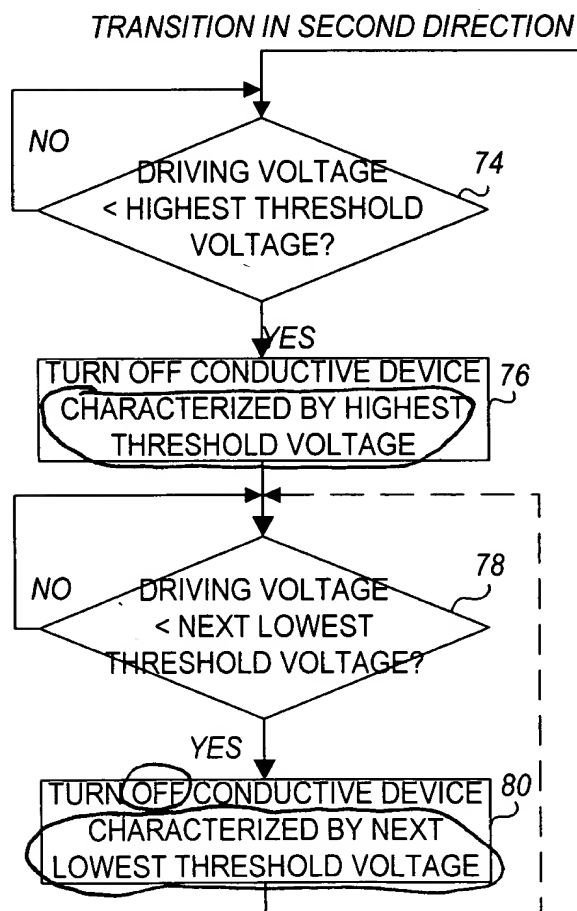 TRANSITION IN SECOND DIRECTION
NO
DRIVING VOLTAGE
< HIGHEST THRESHOLD
VOLTAGE?
74
YES
TURN OFF CONDUCTIVE DEVICE
CHARACTERIZED BY HIGHEST
THRESHOLD VOLTAGE
76
NO
DRIVING VOLTAGE
< NEXT LOWEST
THRESHOLD VOLTAGE?
78
YES
TURN OFF CONDUCTIVE DEVICE
CHARACTERIZED BY NEXT
LOWEST THRESHOLD VOLTAGE
80